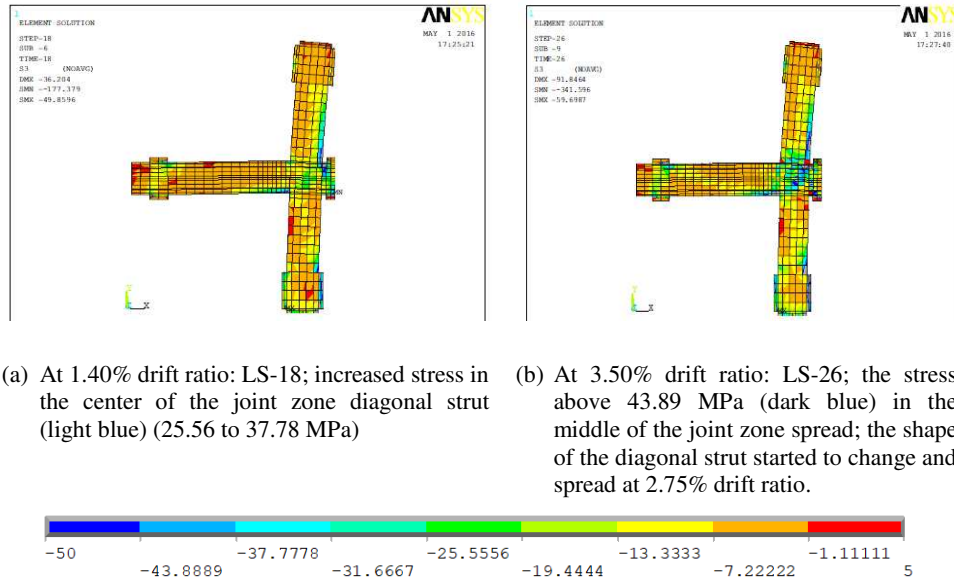 1
ELEMENT SOLUTION
STEP=18
SUB =6
TIME=18
S3 (NOAVG)
DMX =36.204
SMN =-177.379
SMX =49.8596
ANSYS
MAY 1 2016
17:25:21
MN
Y
Z X
1
ELEMENT SOLUTION
STEP=26
SUB =9
TIME=26
S3 (NOAVG)
DMX =91.8464
SMN =-341.596
SMX =59.6987
ANSYS
MAY 1 2016
17:27:40
Y
Z X
(a) At 1.40% drift ratio: LS-18; increased stress in
the center of the joint zone diagonal strut
(light blue) (25.56 to 37.78 MPa)
(b) At 3.50% drift ratio: LS-26; the stress
above 43.89 MPa (dark blue) in the
middle of the joint zone spread; the shape
of the diagonal strut started to change and
spread at 2.75% drift ratio.
-50 -37.7778 -25.5556 -13.3333 -1.11111
-43.8889 -31.6667 -19.4444 -7.22222 5